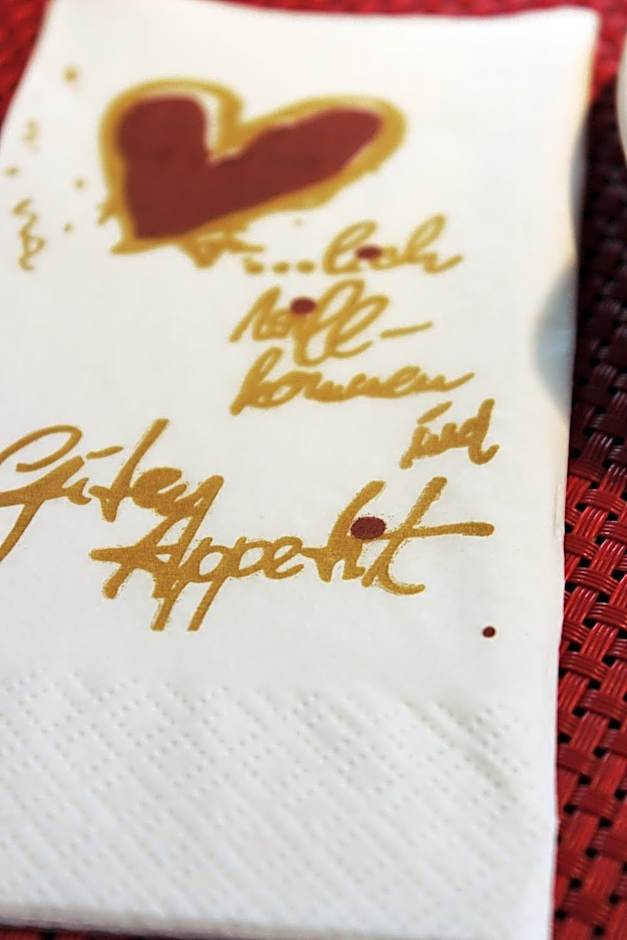 ...lich
will-
kommen
und
Guten
Appetit